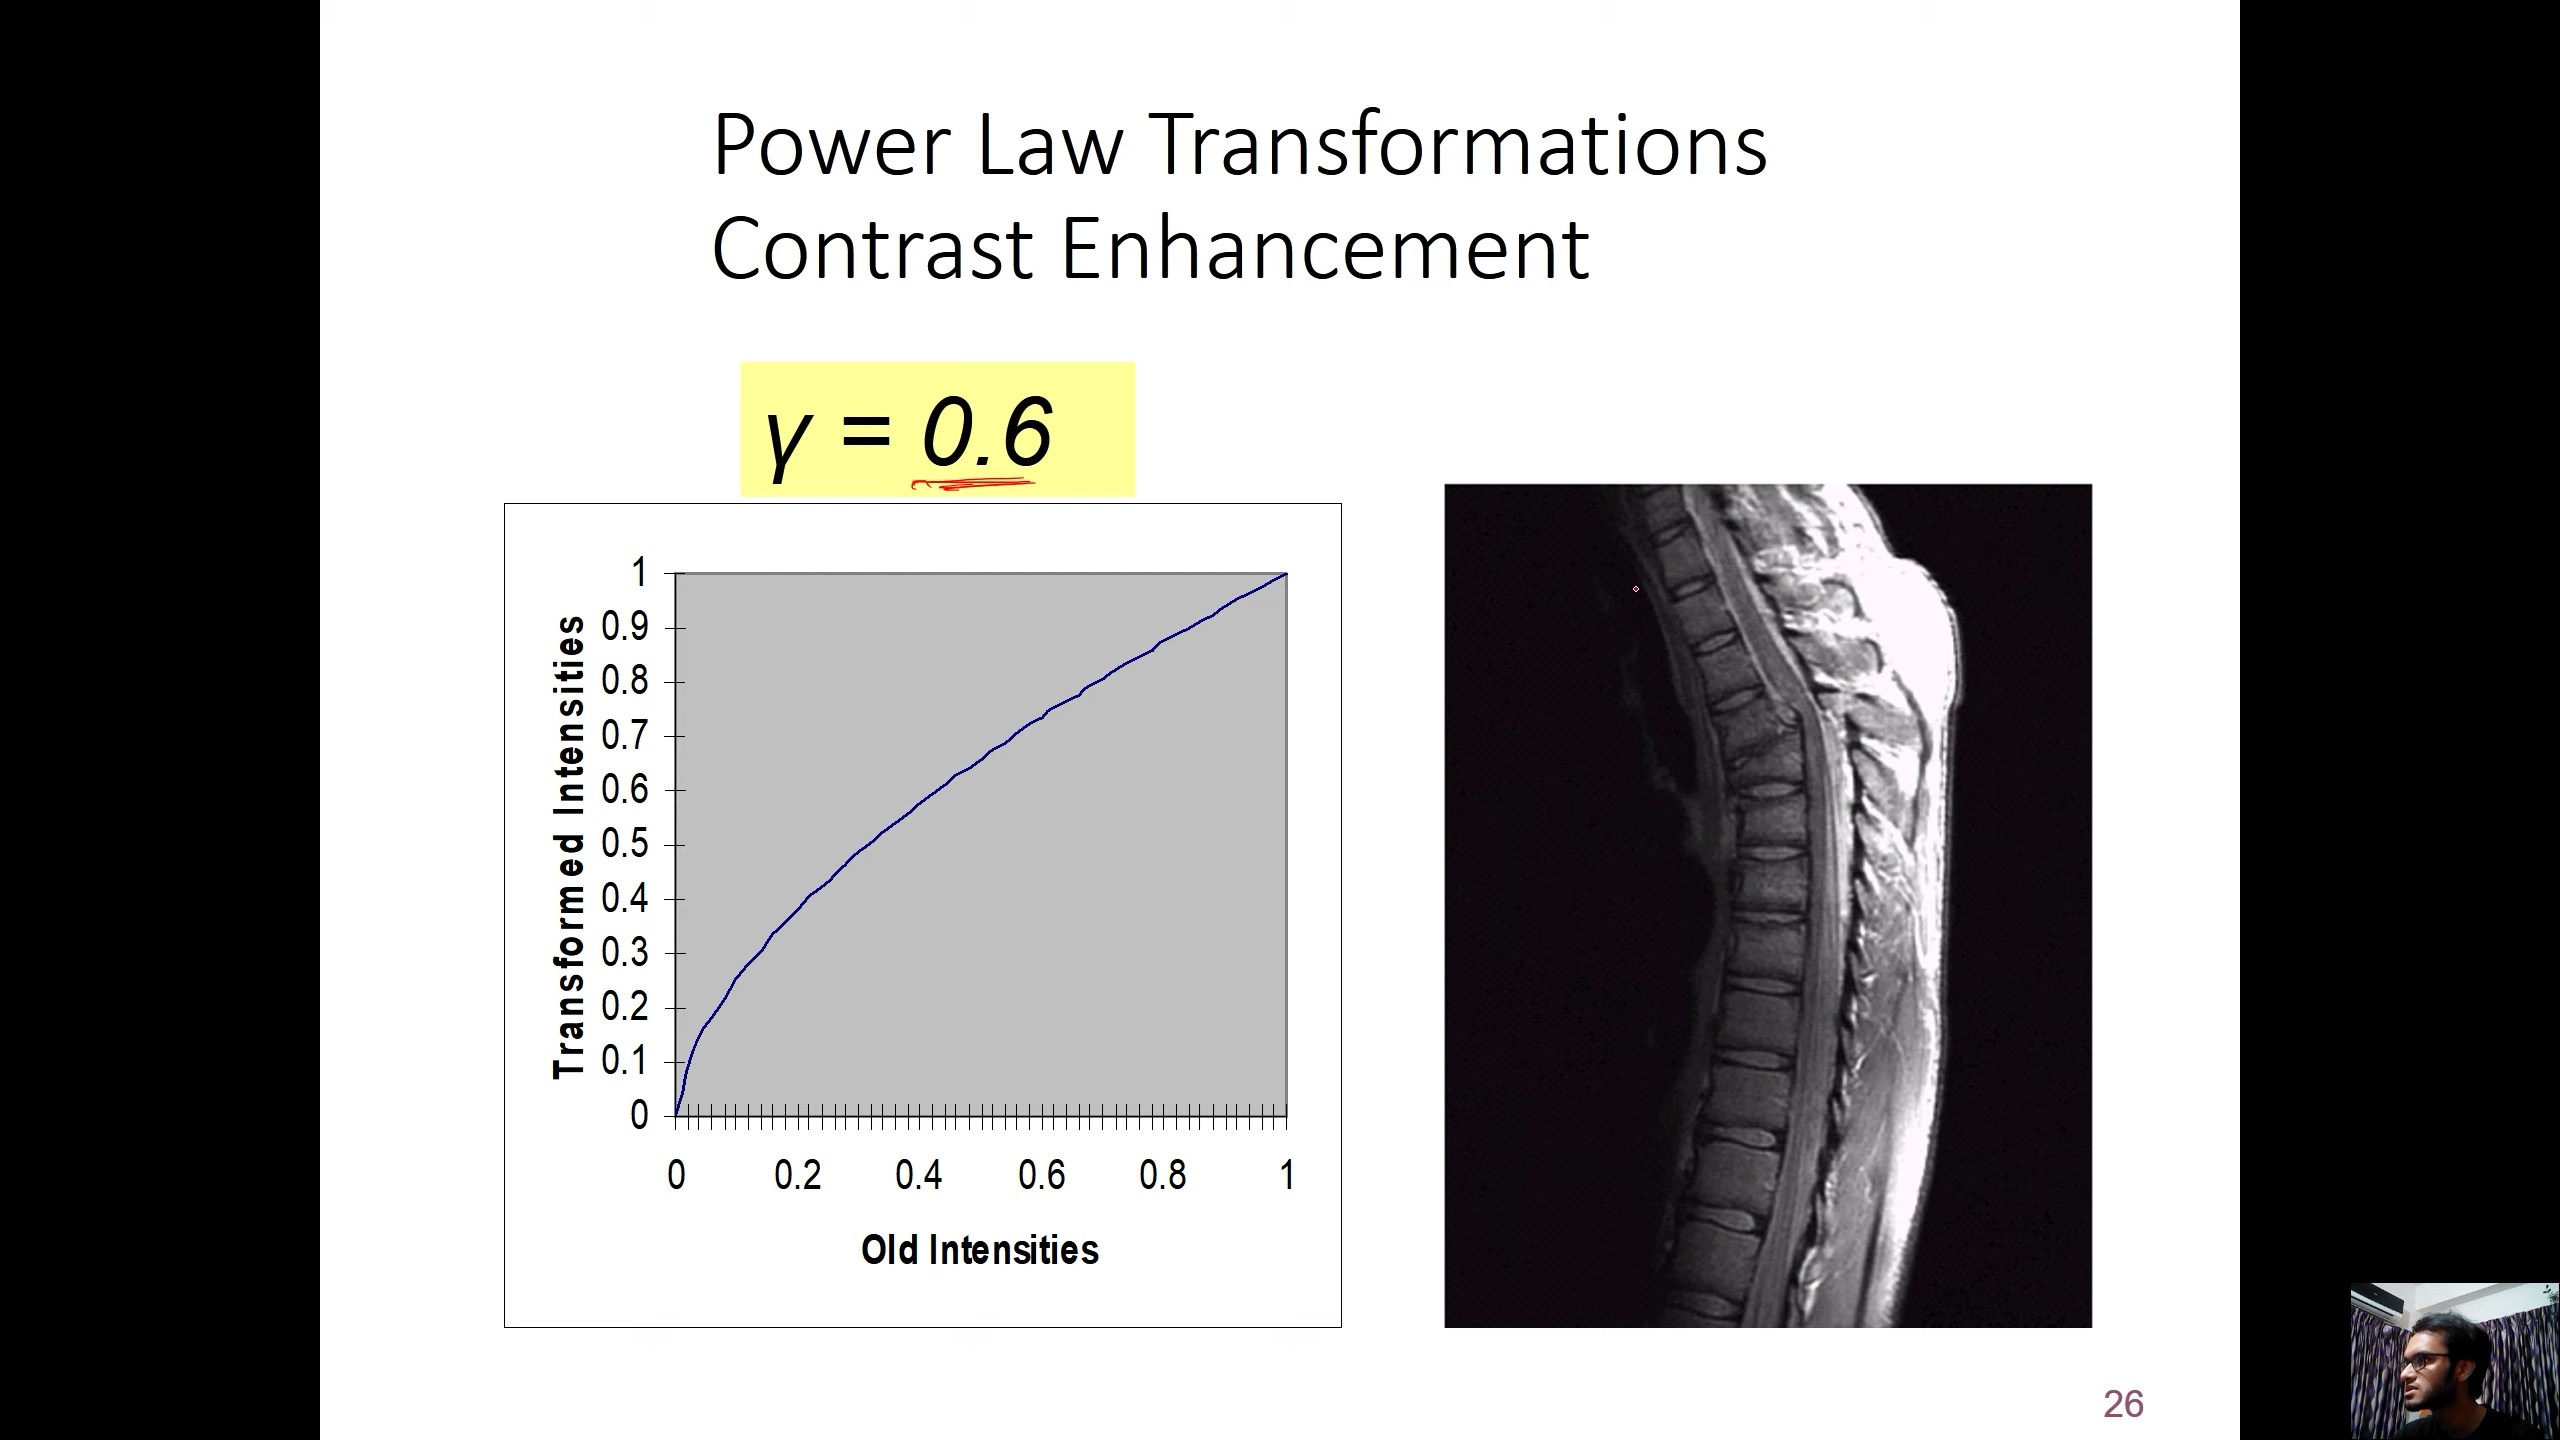 Power Law Transformations
Contrast Enhancement
γ = 0.6
Transformed Intensities
1
0.9
0.8
0.7
0.6
0.5
0.4
0.3
0.2
0.1
0
0 0.2 0.4 0.6 0.8 1
Old Intensities
26